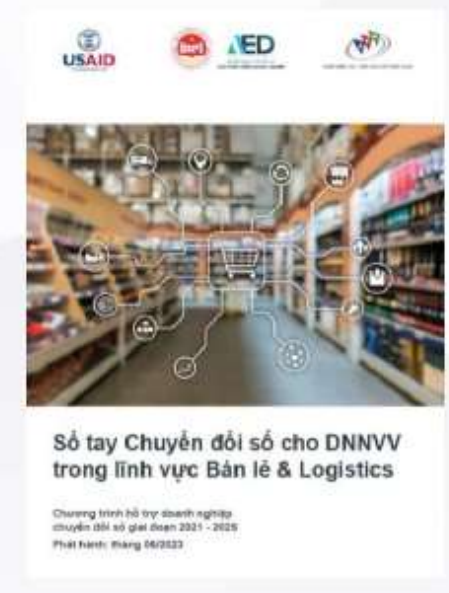 USAID
AED
Sổ tay Chuyển đổi số cho DNNVV
trong lĩnh vực Bán lẻ & Logistics
Chương trình hỗ trợ doanh nghiệp
chuyển đổi số giai đoạn 2021 - 2025
Phát hành: tháng 06/2023